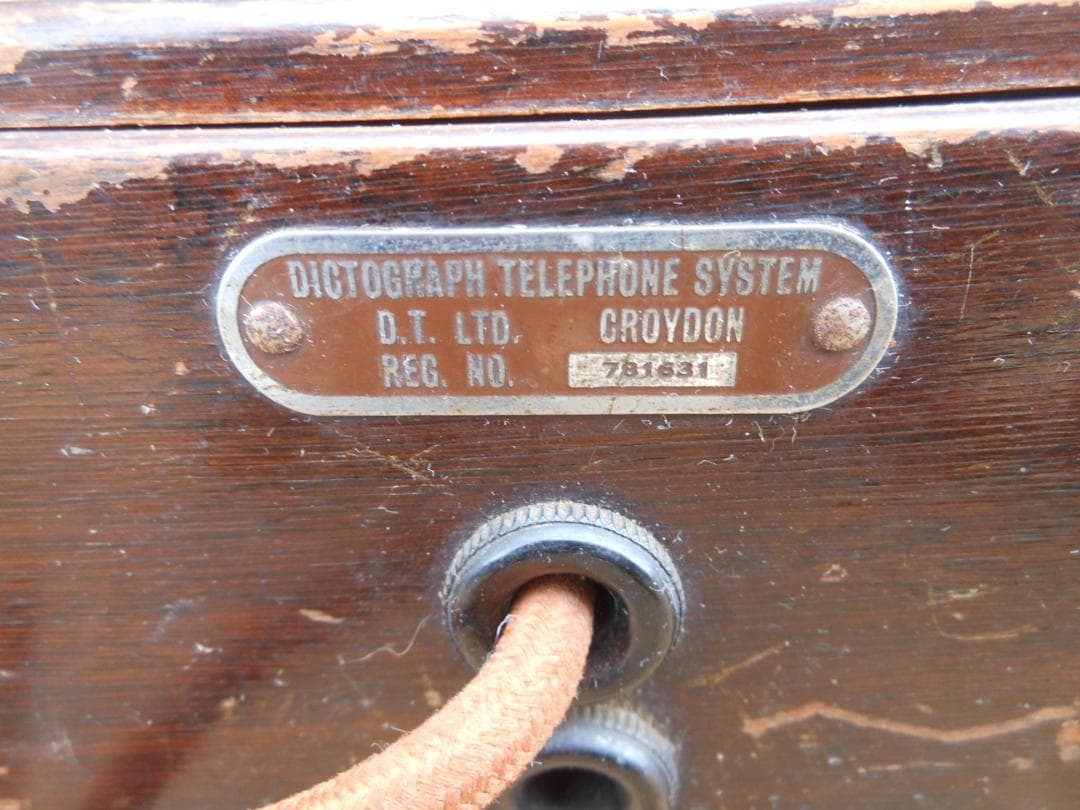 DICTOGRAPH TELEPHONE SYSTEM
D.T. LTD. CROYDON
REG. NO. 781631